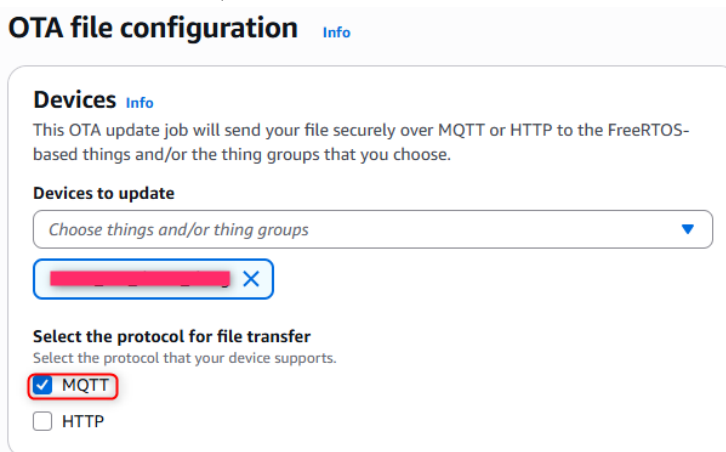 OTA file configuration Info
Devices Info
This OTA update job will send your file securely over MQTT or HTTP to the FreeRTOS-
based things and/or the thing groups that you choose.
Devices to update
Choose things and/or thing groups
Select the protocol for file transfer
Select the protocol that your device supports.
MQTT
HTTP